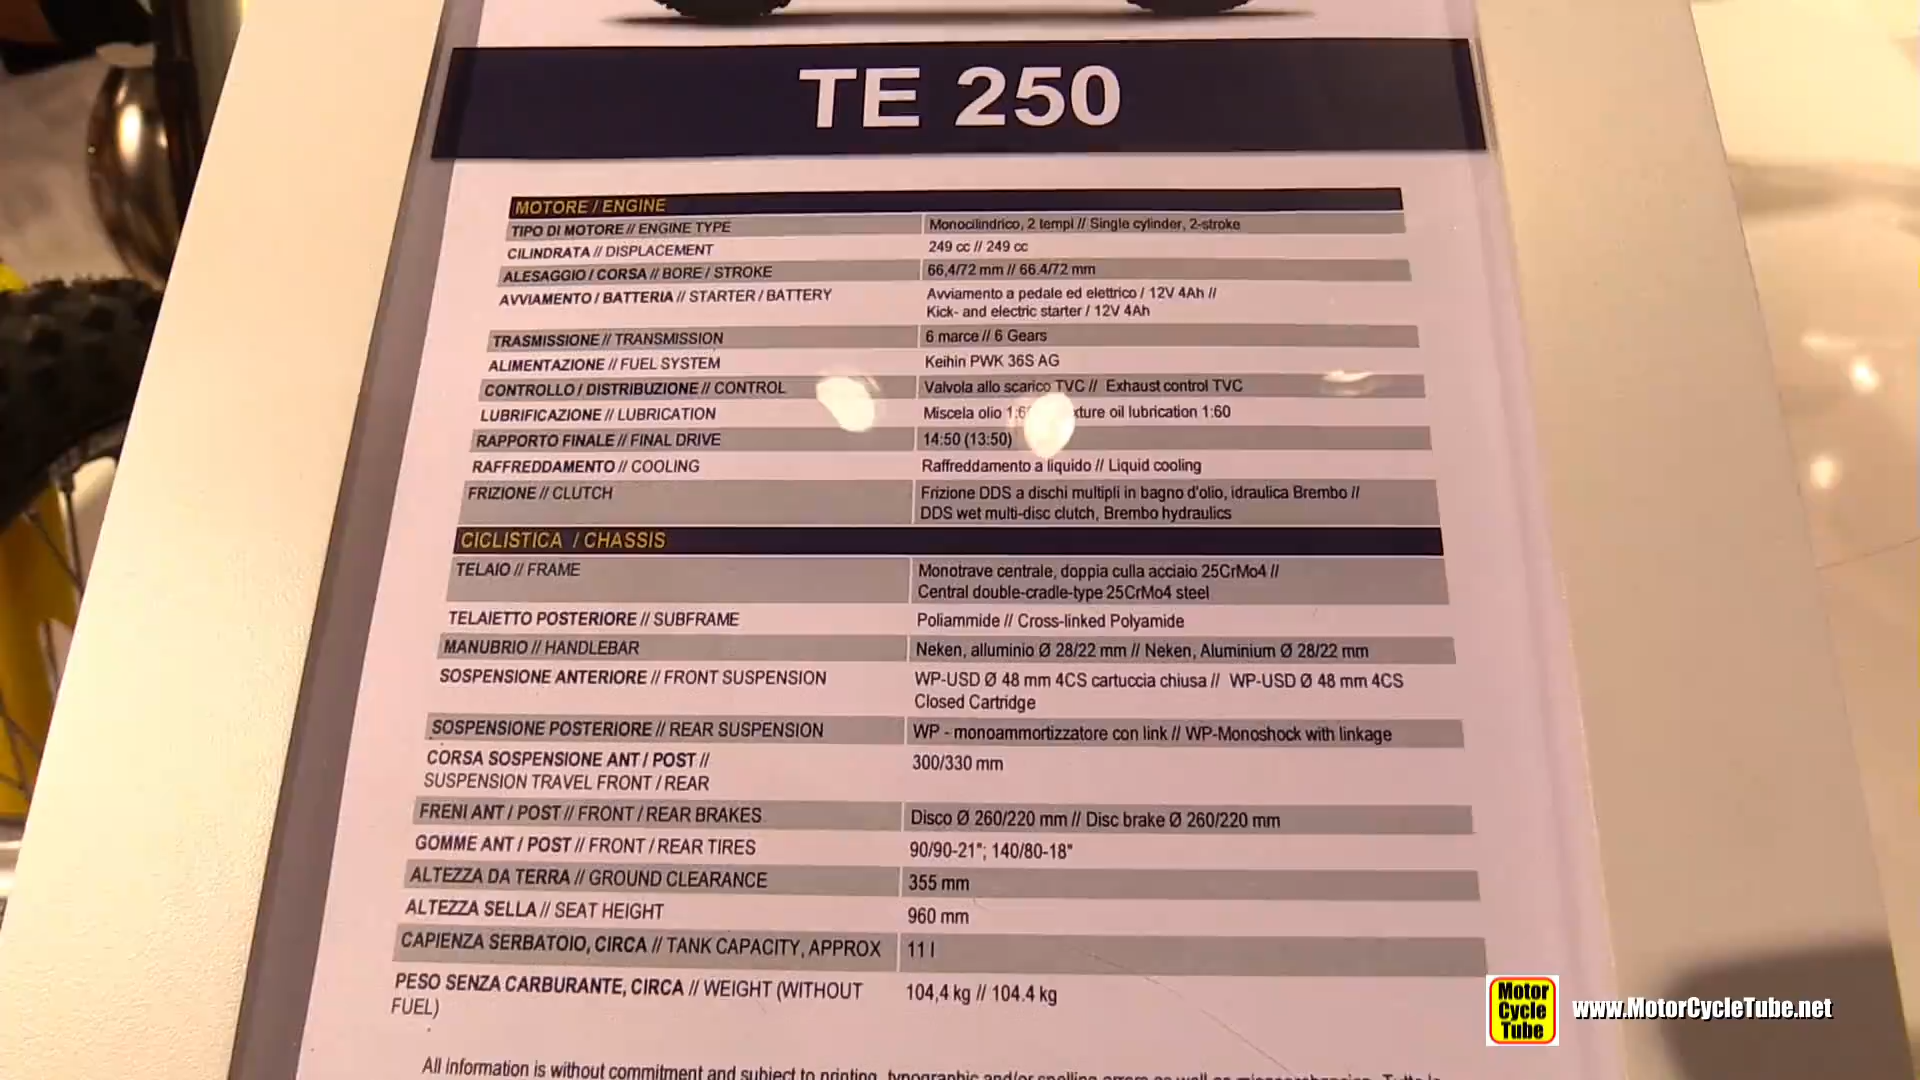 TE 250
MOTORE / ENGINE
TIPO DI MOTORE // ENGINE TYPE Monocilindrico, 2 tempi // Single cylinder, 2-stroke
CILINDRATA // DISPLACEMENT 249 cc // 249 cc
ALESAGGIO / CORSA // BORE / STROKE 66,4/72 mm // 66.4/72 mm
AVVIAMENTO / BATTERIA // STARTER / BATTERY Avviamento a pedale ed elettrico / 12V 4Ah //
Kick- and electric starter / 12V 4Ah
TRASMISSIONE // TRANSMISSION 6 marce // 6 Gears
ALIMENTAZIONE // FUEL SYSTEM Keihin PWK 36S AG
CONTROLLO / DISTRIBUZIONE // CONTROL Valvola allo scarico TVC // Exhaust control TVC
LUBRIFICAZIONE // LUBRICATION Miscela olio oil lubrication 1:60
RAPPORTO FINALE // FINAL DRIVE 14:50 (13:50)
RAFFREDDAMENTO // COOLING Raffreddamento a liquido // Liquid cooling
FRIZIONE // CLUTCH Frizione DDS a dischi multipli in bagno d'olio, idraulica Brembo //
DDS wet multi-disc clutch, Brembo hydraulics
CICLISTICA / CHASSIS
TELAIO // FRAME Monotrave centrale, doppia culla acciaio 25CrMo4 //
Central double-cradle-type 25CrMo4 steel
TELAIETTO POSTERIORE // SUBFRAME Poliammide // Cross-linked Polyamide
MANUBRIO // HANDLEBAR Neken, alluminio Ø 28/22 mm // Neken, Aluminium Ø 28/22 mm
SOSPENSIONE ANTERIORE // FRONT SUSPENSION WP-USD Ø 48 mm 4CS cartuccia chiusa // WP-USD Ø 48 mm 4CS
Closed Cartridge
SOSPENSIONE POSTERIORE // REAR SUSPENSION WP - monoammortizzatore con link // WP-Monoshock with linkage
CORSA SOSPENSIONE ANT / POST // 300/330 mm
SUSPENSION TRAVEL FRONT / REAR
FRENI ANT / POST // FRONT / REAR BRAKES Disco Ø 260/220 mm // Disc brake Ø 260/220 mm
GOMME ANT / POST // FRONT / REAR TIRES 90/90-21"; 140/80-18"
ALTEZZA DA TERRA // GROUND CLEARANCE 355 mm
ALTEZZA SELLA // SEAT HEIGHT 960 mm
CAPIENZA SERBATOIO, CIRCA // TANK CAPACITY, APPROX 11 l
PESO SENZA CARBURANTE, CIRCA // WEIGHT (WITHOUT 104,4 kg // 104.4 kg
FUEL)
All information is without commitment and subject to printing, typographic and/or
Motor
Cycle
Tube
www.MotorCycleTube.net